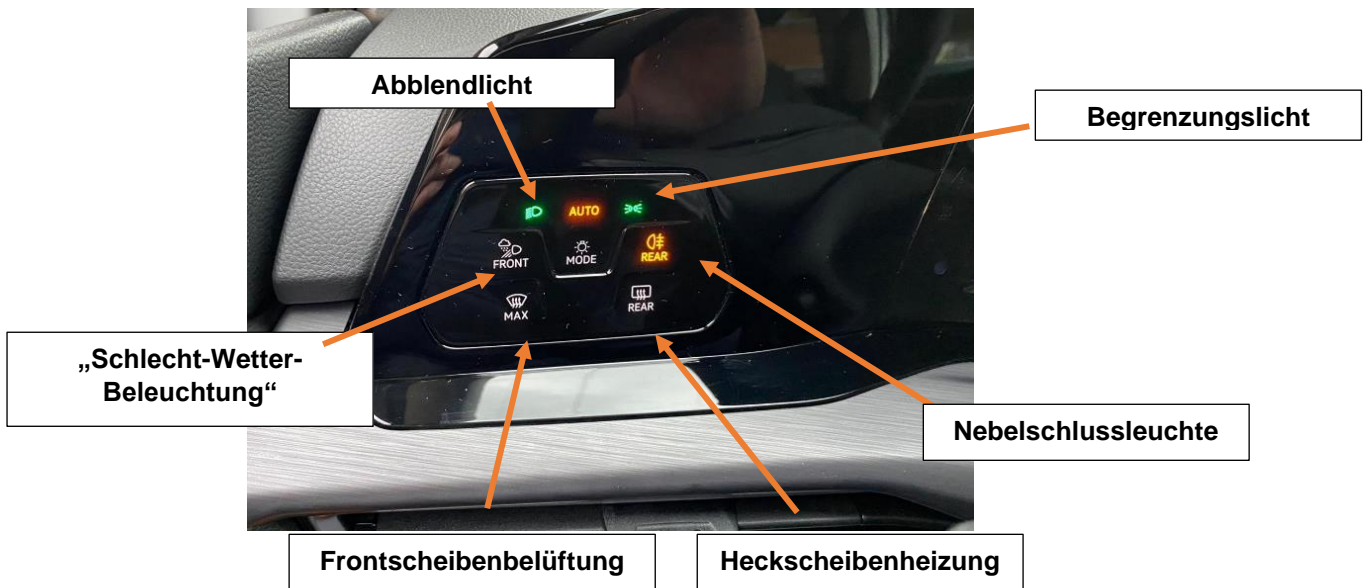 Abblendlicht
Begrenzungslicht
AUTO
FRONT
MODE
REAR
MAX
REAR
„Schlecht-Wetter-
Beleuchtung“
Nebelschlussleuchte
Frontscheibenbelüftung
Heckscheibenheizung